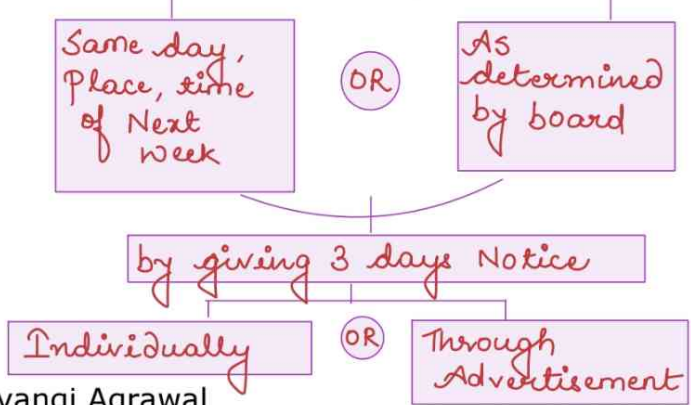 Same day,
Place, time
of Next
week
OR
As
determined
by board
by giving 3 days Notice
Individually
OR
Through
Advertisement
Agrawal